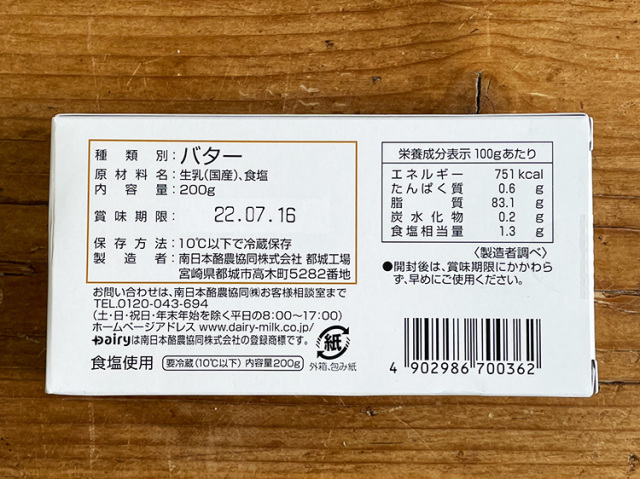 種類別：バター
原材料名：生乳(国産)、食塩
内容量：200g
賞味期限： 22.07.16
保存方法：10℃以下で冷蔵保存
製造者：南日本酪農協同株式会社 都城工場
宮崎県都城市高木町5282番地
お問い合わせは、南日本酪農協同㈱お客様相談室まで
TEL.0120-043-694
(土・日・祝日・年末年始を除く平日の8:00〜17:00)
ホームページアドレス www.dairy-milk.co.jp/
Dairyは南日本酪農協同株式会社の登録商標です。
食塩使用 要冷蔵(10℃以下) 内容量200g
紙
外箱、包み紙
栄養成分表示 100gあたり
エネルギー 751kcal
たんぱく質 0.6 g
脂質 83.1 g
炭水化物 0.2 g
食塩相当量 1.3 g
〈製造者調べ〉
●開封後は、賞味期限にかかわら
ず、早めにご使用ください。
4 902986 700362